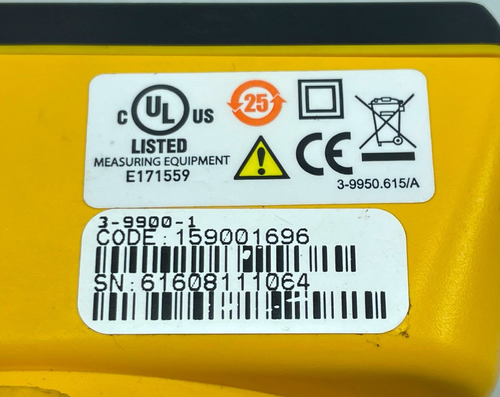 C UL US
LISTED
MEASURING EQUIPMENT
E171559
25
CE
3-9950.615/A
3-9900-1
CODE: 159001696
SN: 61608111064